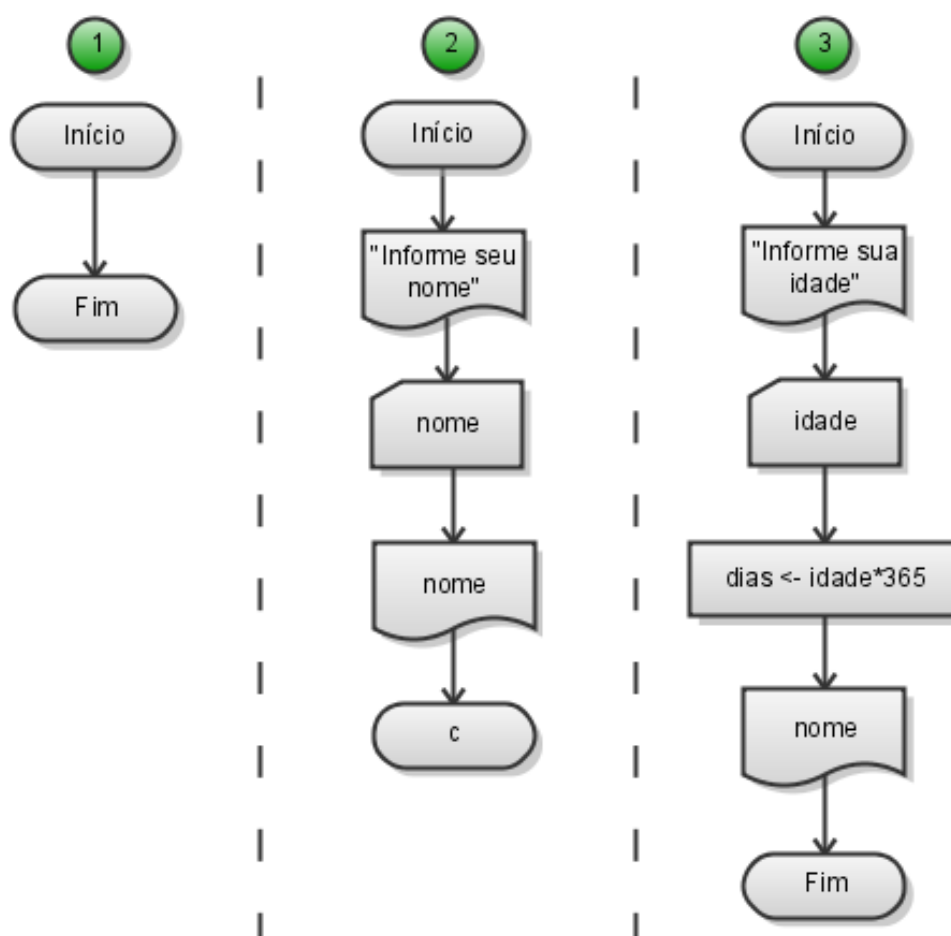 1
Início
Fim
2
Início
"Informe seu
nome"
nome
nome
c
3
Início
"Informe sua
idade"
idade
dias <- idade*365
nome
Fim